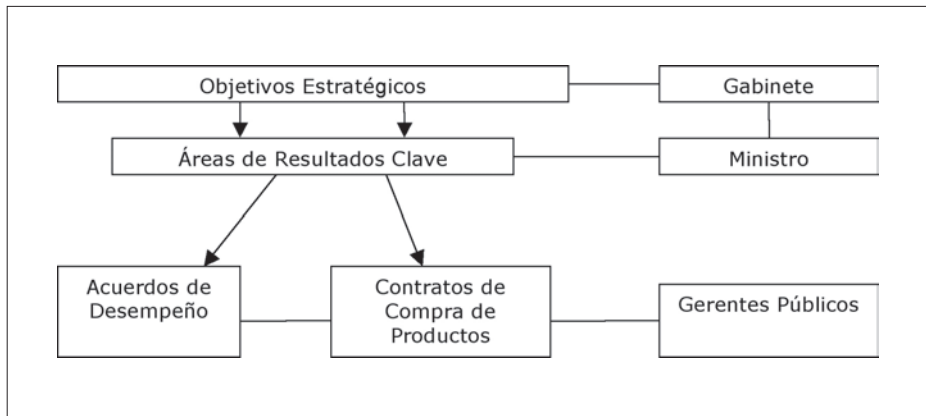 Objetivos Estratégicos
Gabinete
Áreas de Resultados Clave
Ministro
Acuerdos de
Desempeño
Contratos de
Compra de
Productos
Gerentes Públicos